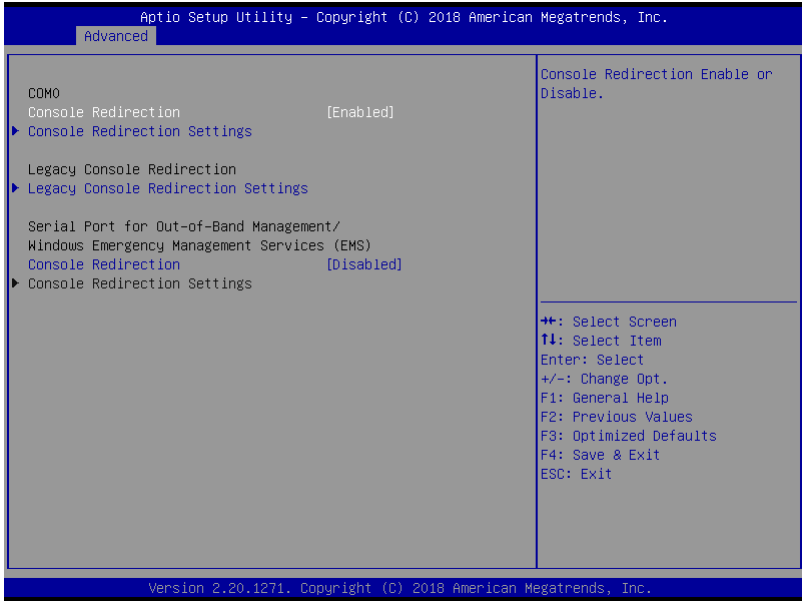 Aptio Setup Utility – Copyright (C) 2018 American Megatrends, Inc.
Advanced
COM0
Console Redirection [Enabled]
Console Redirection Settings
Legacy Console Redirection
Legacy Console Redirection Settings
Serial Port for Out-of-Band Management/
Windows Emergency Management Services (EMS)
Console Redirection [Disabled]
Console Redirection Settings
Console Redirection Enable or
Disable.
→←: Select Screen
↑↓: Select Item
Enter: Select
+/-: Change Opt.
F1: General Help
F2: Previous Values
F3: Optimized Defaults
F4: Save & Exit
ESC: Exit
Version 2.20.1271. Copyright (C) 2018 American Megatrends, Inc.